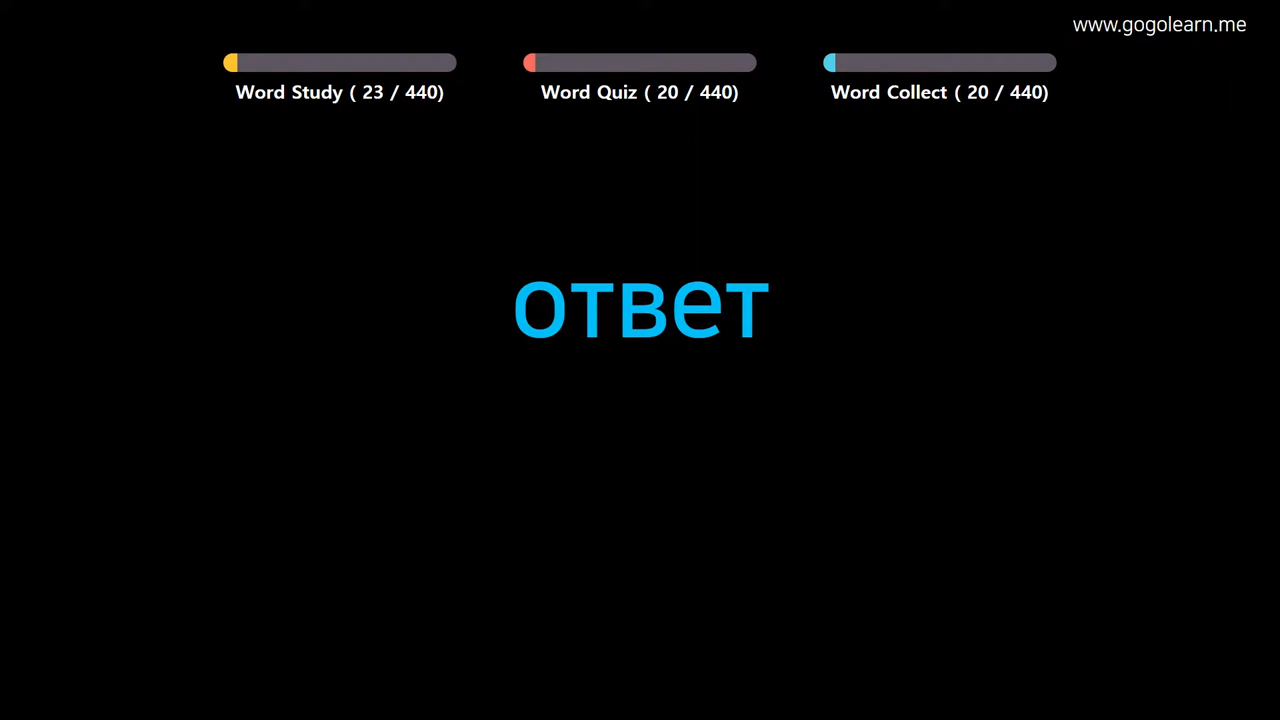 www.gogolearn.me
Word Study ( 23 / 440)
Word Quiz ( 20 / 440)
Word Collect ( 20 / 440)
ответ